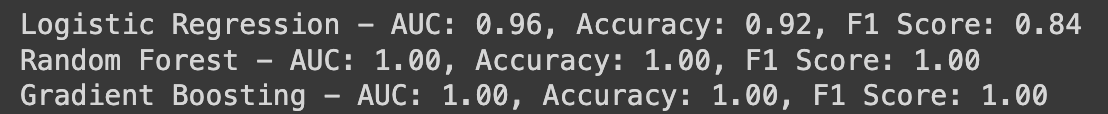 Logistic Regression – AUC: 0.96, Accuracy: 0.92, F1 Score: 0.84
Random Forest – AUC: 1.00, Accuracy: 1.00, F1 Score: 1.00
Gradient Boosting – AUC: 1.00, Accuracy: 1.00, F1 Score: 1.00